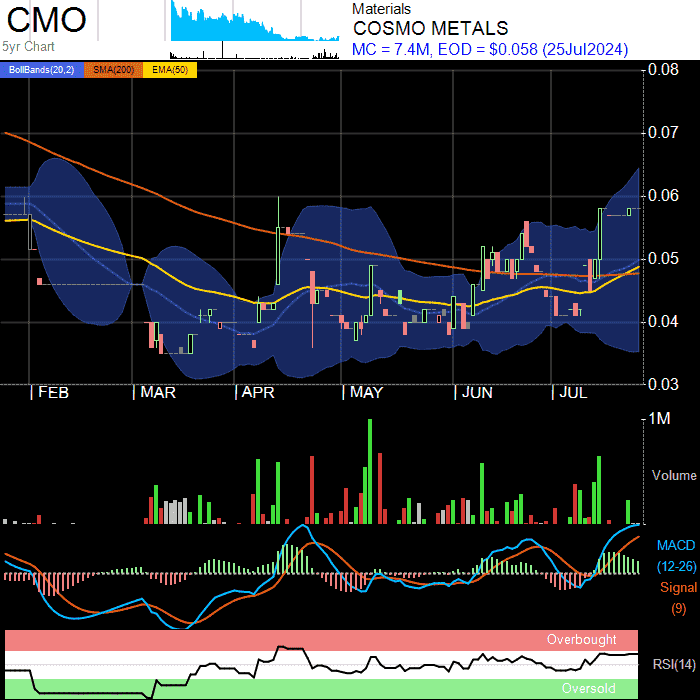 CMO
5yr Chart
Materials
COSMO METALS
MC = 7.4M, EOD = $0.058 (25Jul2024)
BollBands(20,2) SMA(200) EMA(50)
0.08
0.07
0.06
0.05
0.04
0.03
FEB MAR APR MAY JUN JUL
1M
Volume
MACD
(12-26)
Signal
(9)
Overbought
RSI(14)
Oversold